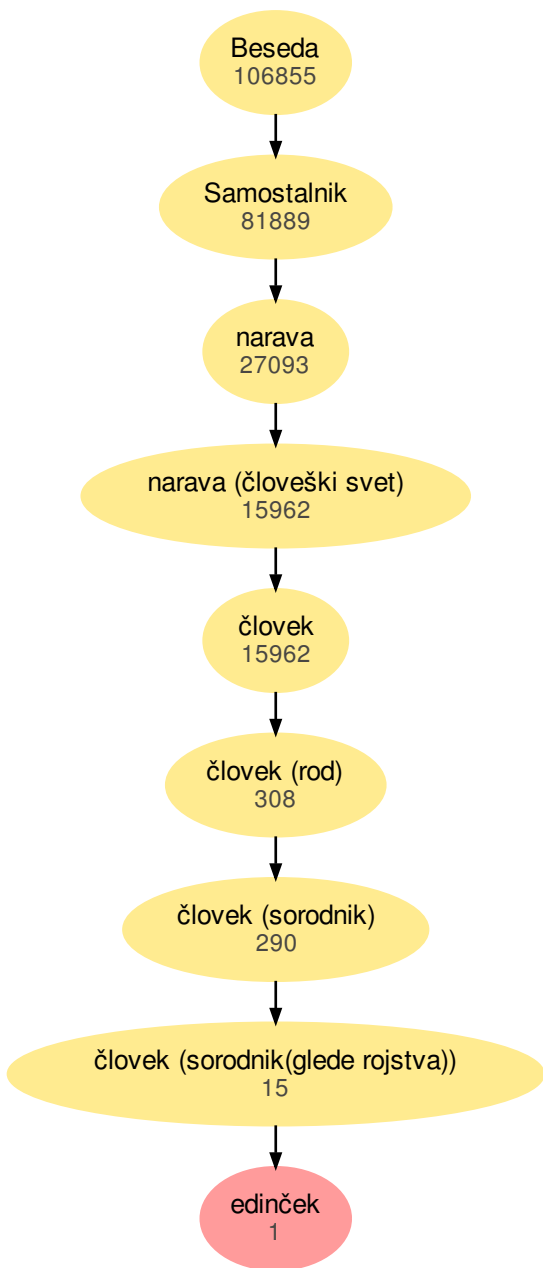 Beseda
106855
Samostalnik
81889
narava
27093
narava (človeški svet)
15962
človek
15962
človek (rod)
308
človek (sorodnik)
290
človek (sorodnik(glede rojstva))
15
edinček
1